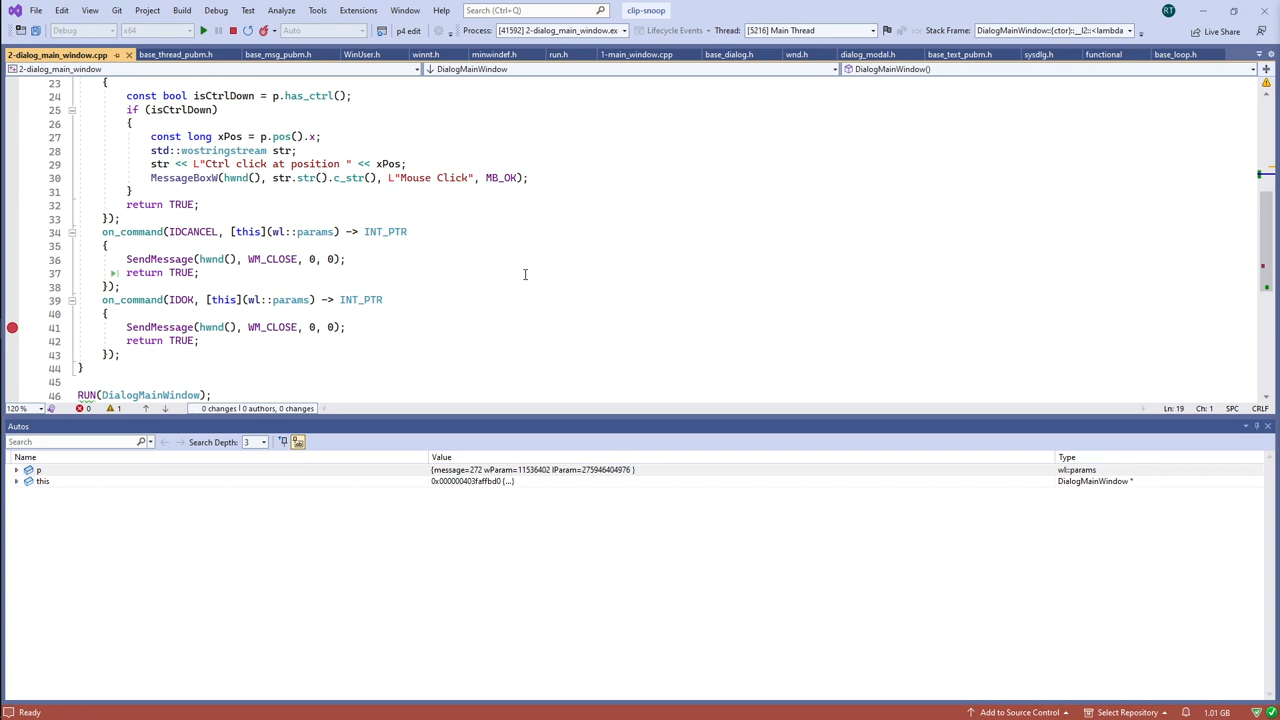 File Edit View Git Project Build Debug Test Analyze Tools Extensions Window Help Search (Ctrl+Q) clip-snoop RT
Debug x64 Auto p4 edit Process: [41592] 2-dialog_main_window.ex Lifecycle Events Thread: [5216] Main Thread Stack Frame: DialogMainWindow::{ctor}::__l2::<lambda Live Share
2-dialog_main_window.cpp base_thread_pubm.h base_msg_pubm.h WinUser.h winnt.h minwindef.h run.h 1-main_window.cpp base_dialog.h wnd.h dialog_modal.h base_text_pubm.h sysdlg.h functional base_loop.h
2-dialog_main_window DialogMainWindow DialogMainWindow()
23 {
24 const bool isCtrlDown = p.has_ctrl();
25 if (isCtrlDown)
26 {
27 const long xPos = p.pos().x;
28 std::wostringstream str;
29 str << L"Ctrl click at position " << xPos;
30 MessageBoxW(hwnd(), str.str().c_str(), L"Mouse Click", MB_OK);
31 }
32 return TRUE;
33 });
34 on_command(IDCANCEL, [this](wl::params) -> INT_PTR
35 {
36 SendMessage(hwnd(), WM_CLOSE, 0, 0);
37 return TRUE;
38 });
39 on_command(IDOK, [this](wl::params) -> INT_PTR
40 {
41 SendMessage(hwnd(), WM_CLOSE, 0, 0);
42 return TRUE;
43 });
44 }
45
46 RUN(DialogMainWindow);
120 % 0 1 0 changes | 0 authors, 0 changes Ln: 19 Ch: 1 SPC CRLF
Autos
Search Search Depth: 3
Name Value Type
p {message=272 wParam=11536402 lParam=275946404976 } wl::params
this 0x000000403faffbd0 {...} DialogMainWindow *
Ready Add to Source Control Select Repository 1.01 GB